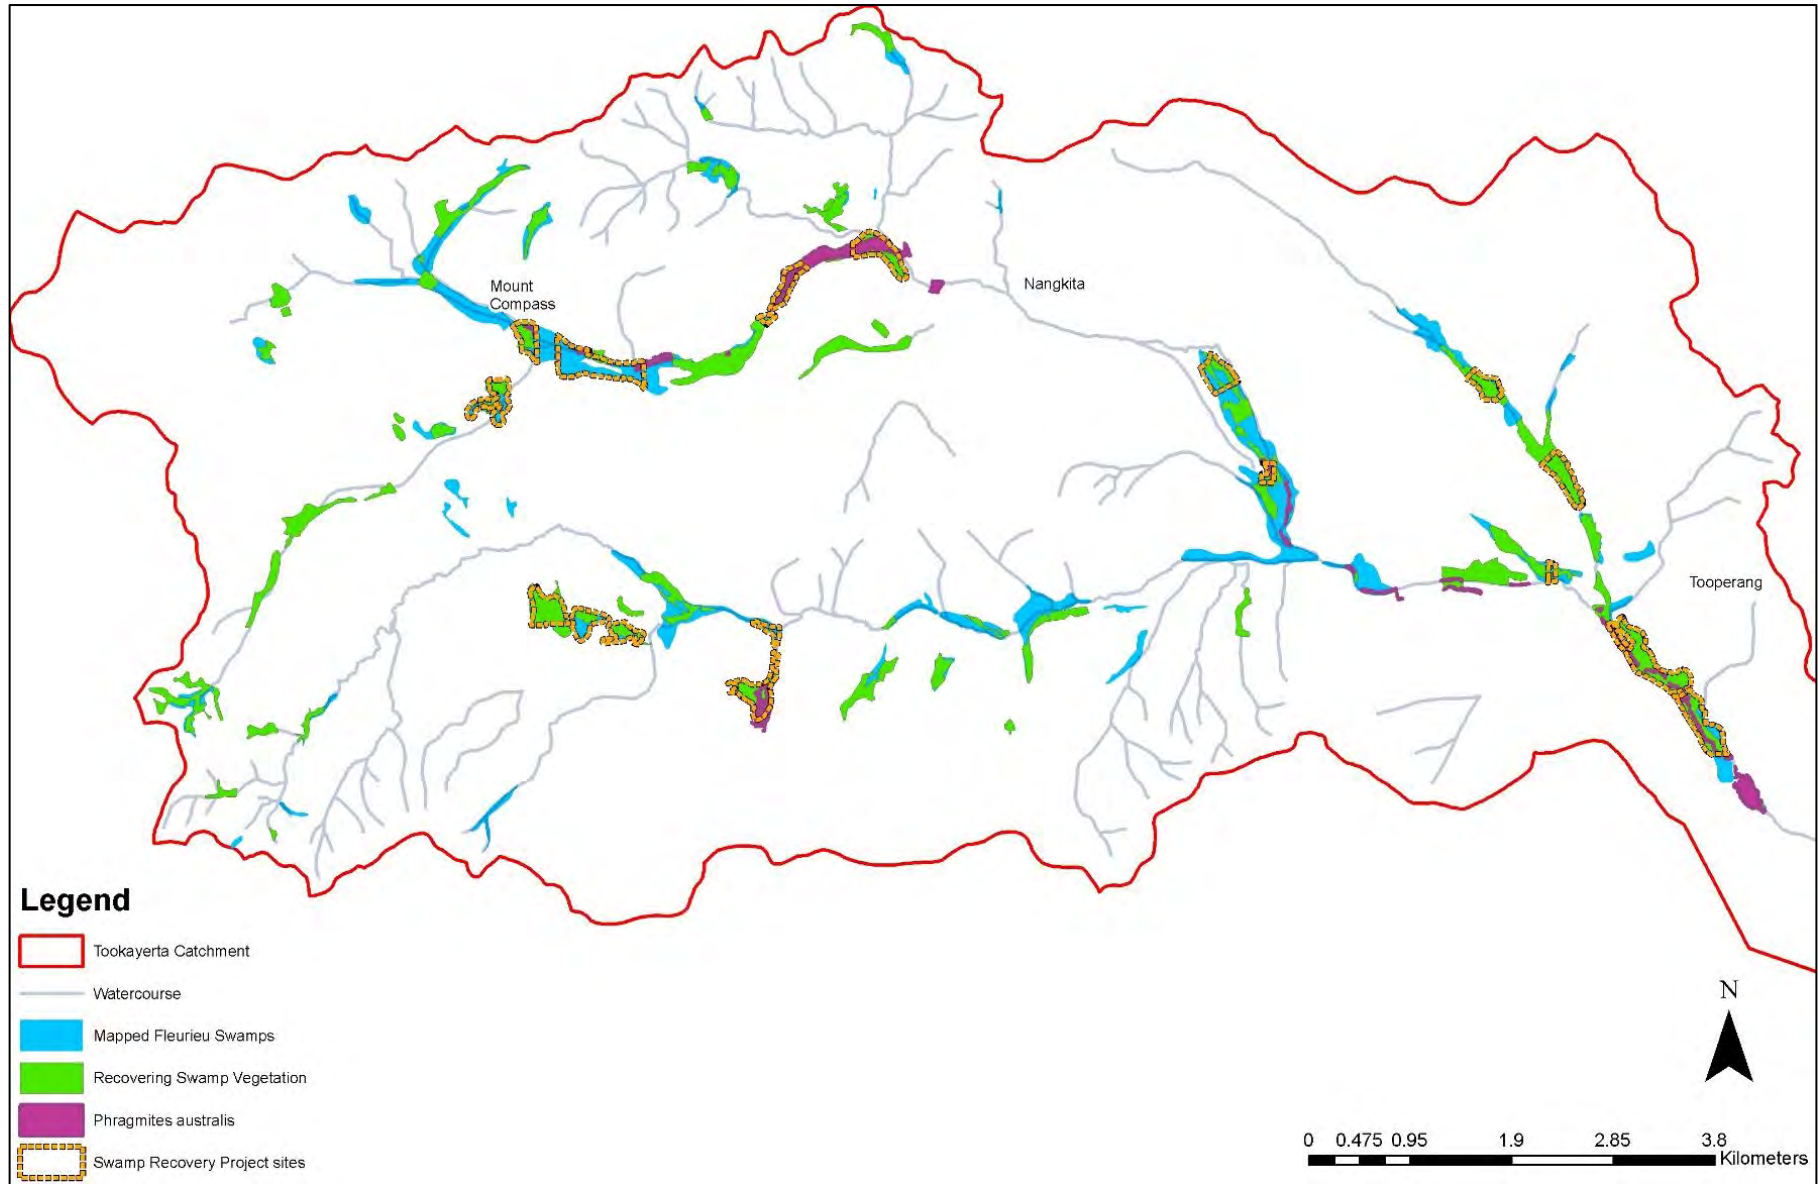 Mount
Compass
Nangkita
Tooperang
Legend
Tookayerta Catchment
Watercourse
Mapped Fleurieu Swamps
Recovering Swamp Vegetation
Phragmites australis
Swamp Recovery Project sites
N
0 0.475 0.95 1.9 2.85 3.8
Kilometers